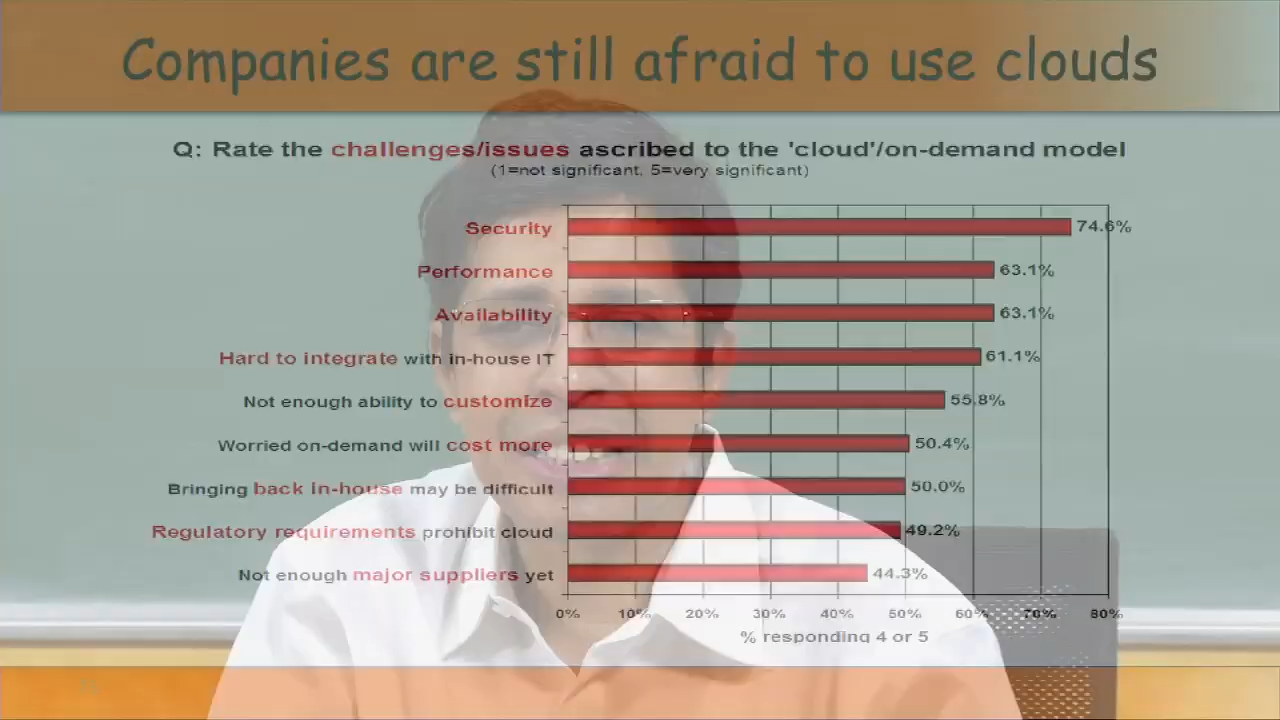 Companies are still afraid to use clouds
Q: Rate the challenges/issues ascribed to the 'cloud'/on-demand model
(1=not significant, 5=very significant)
Security 74.6%
Performance 63.1%
Availability 63.1%
Hard to integrate with in-house IT 61.1%
Not enough ability to customize 55.8%
Worried on-demand will cost more 50.4%
Bringing back in-house may be difficult 50.0%
Regulatory requirements prohibit cloud 49.2%
Not enough major suppliers yet 44.3%
0% 10% 20% 30% 40% 50% 60% 70% 80%
% responding 4 or 5